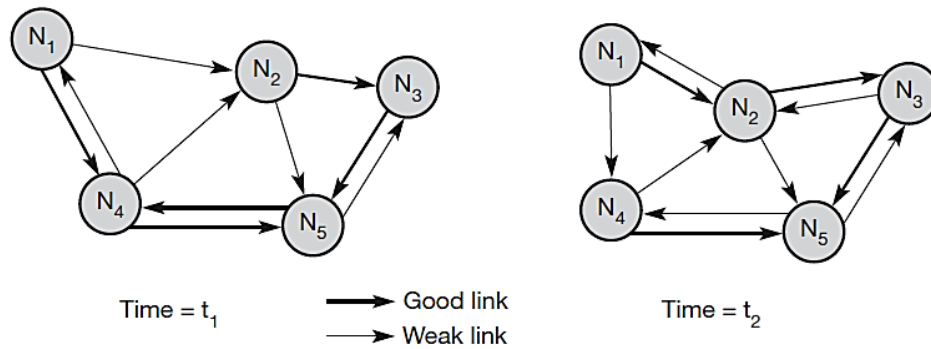 N₁
N₂
N₃
N₄
N₅
Time = t₁
N₁
N₂
N₃
N₄
N₅
Time = t₂
Good link
Weak link